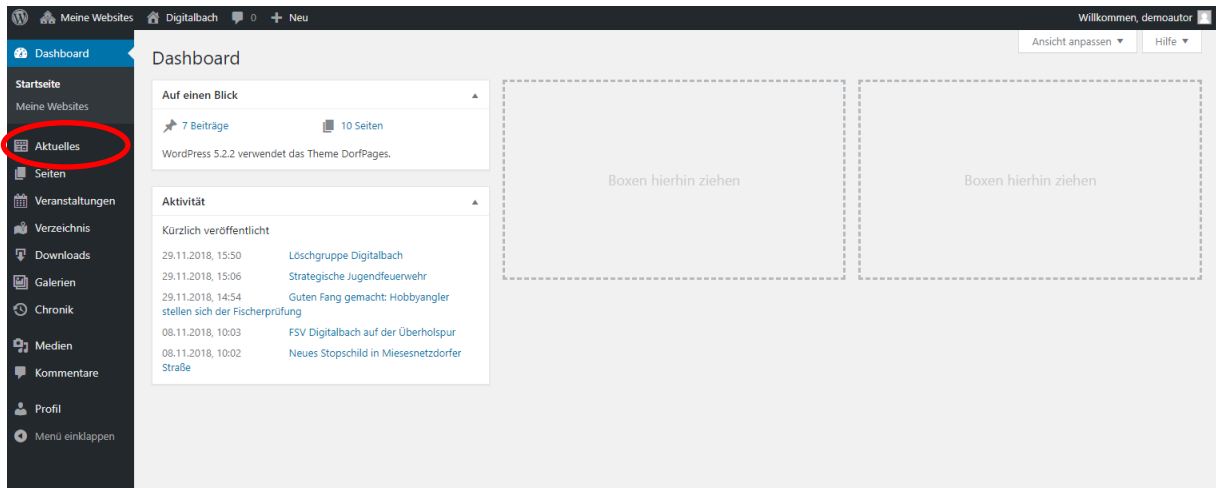 Meine Websites Digitalbach 0 + Neu Willkommen, demoautor
Ansicht anpassen ▼ Hilfe ▼
Dashboard
Startseite
Meine Websites
Aktuelles
Seiten
Veranstaltungen
Verzeichnis
Downloads
Galerien
Chronik
Medien
Kommentare
Profil
Menü einklappen
Dashboard
Auf einen Blick
7 Beiträge 10 Seiten
WordPress 5.2.2 verwendet das Theme DorfPages.
Aktivität
Kürzlich veröffentlicht
29.11.2018, 15:50 Löschgruppe Digitalbach
29.11.2018, 15:06 Strategische Jugendfeuerwehr
29.11.2018, 14:54 Guten Fang gemacht: Hobbyangler
stellen sich der Fischerprüfung
08.11.2018, 10:03 FSV Digitalbach auf der Überholspur
08.11.2018, 10:02 Neues Stopschild in Miesesnetzdorfer
Straße
Boxen hierhin ziehen
Boxen hierhin ziehen